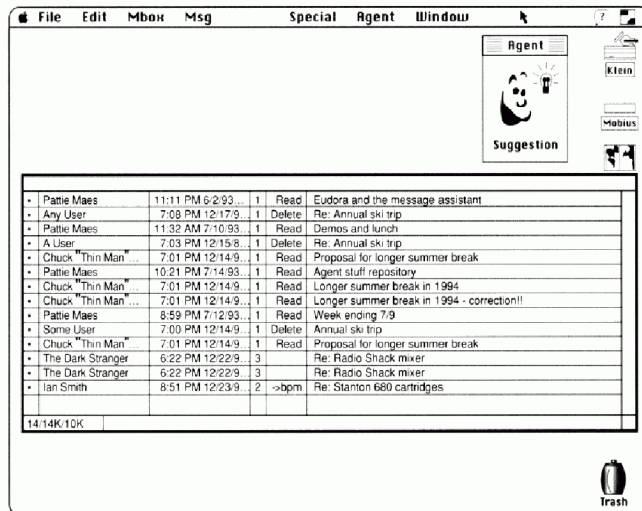 File Edit Mbox Msg Special Agent Window ?
Agent
Suggestion
Klein
Mobius
• Pattie Maes 11:11 PM 6/2/93... 1 Read Eudora and the message assistant
• Any User 7:08 PM 12/17/9... 1 Delete Re: Annual ski trip
• Pattie Maes 11:32 AM 7/10/93... 1 Read Demos and lunch
• A User 7:03 PM 12/15/8... 1 Delete Re: Annual ski trip
• Chuck "Thin Man"... 7:01 PM 12/14/9... 1 Read Proposal for longer summer break
• Pattie Maes 10:21 PM 7/14/93... 1 Read Agent stuff repository
• Chuck "Thin Man"... 7:01 PM 12/14/9... 1 Read Longer summer break in 1994
• Chuck "Thin Man"... 7:01 PM 12/14/9... 1 Read Longer summer break in 1994 - correction!!
• Pattie Maes 8:59 PM 7/12/93... 1 Read Week ending 7/9
• Some User 7:00 PM 12/14/9... 1 Delete Annual ski trip
• Chuck "Thin Man"... 7:01 PM 12/14/9... 1 Read Proposal for longer summer break
• The Dark Stranger 6:22 PM 12/22/9... 3 Re: Radio Shack mixer
• The Dark Stranger 6:22 PM 12/22/9... 3 Re: Radio Shack mixer
• Ian Smith 8:51 PM 12/23/9... 2 ->bpm Re: Stanton 680 cartridges
14/14K/10K
Trash